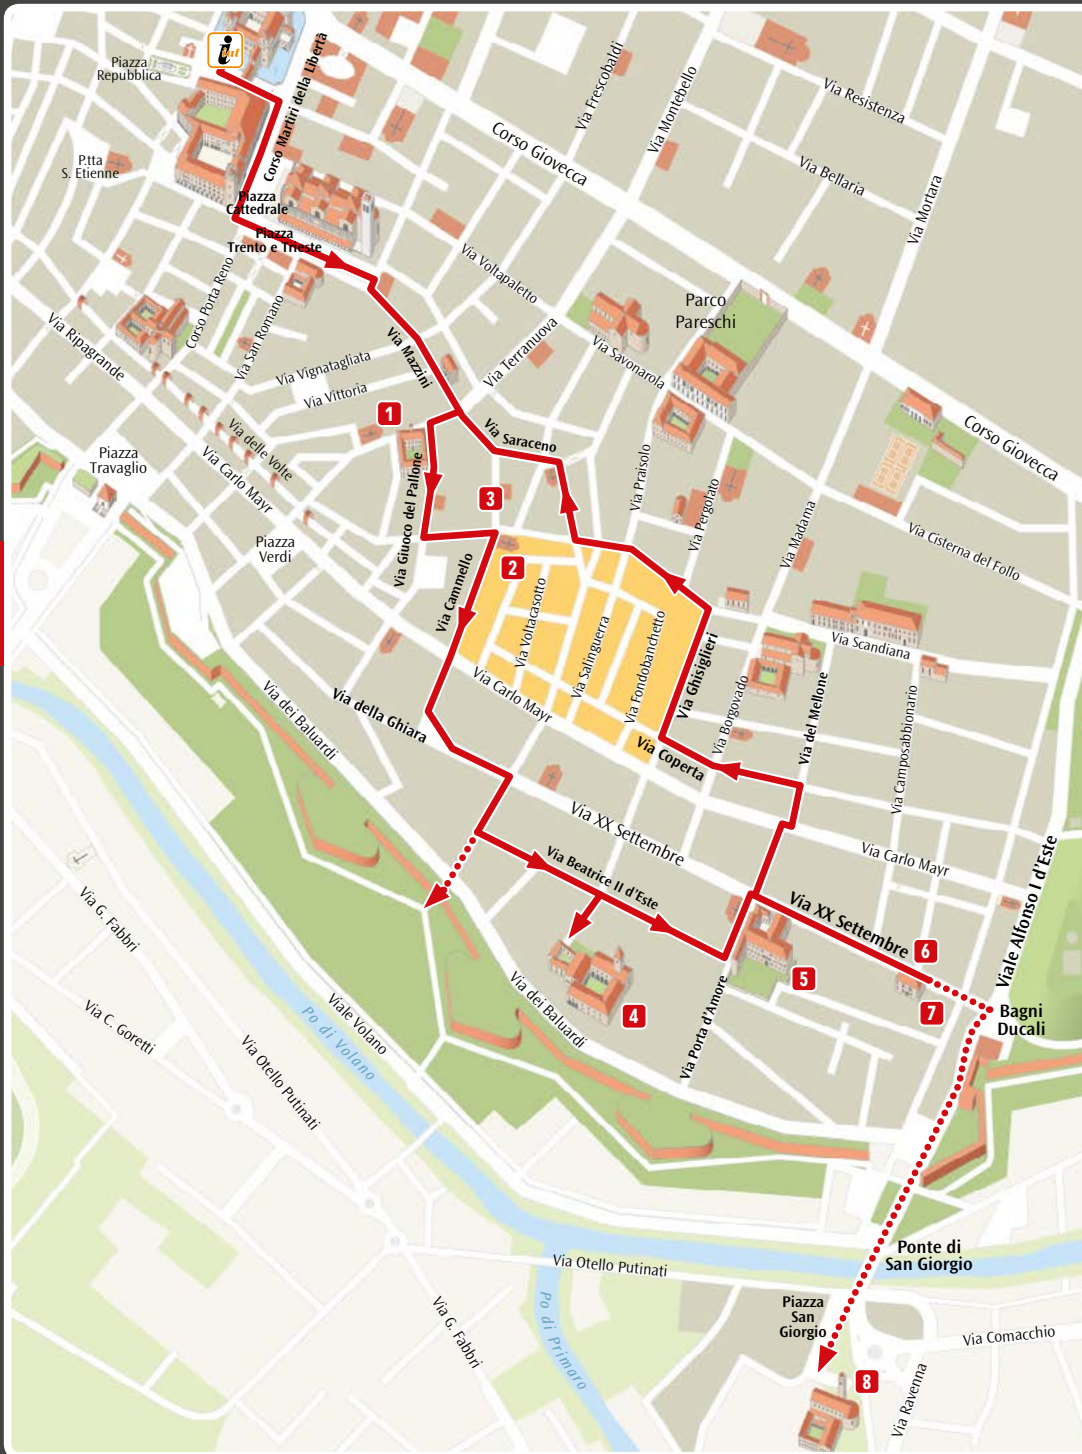 i
Piazza
Repubblica
Corso Martiri della Libertà
P.tta
S. Etienne
Piazza
Cattedrale
Piazza
Trento e Trieste
Corso Giovecca
Via Frescobaldi
Via Montebello
Via Resistenza
Via Bellaria
Via Mortara
Via Voltapaletto
Corso Porta Reno
Via San Romano
Via Ripagrande
Via Mazzini
Via Terranuova
Parco
Pareschi
Via Savonarola
Via Vignatagliata
Via Vittoria
1
Via Saraceno
Corso Giovecca
Via delle Volte
Via Carlo Mayr
Piazza
Travaglio
Via Giuoco del Pallone
3
Via Praisolo
Via Pergolato
Via Madama
Via Cisterna del Follo
Piazza
Verdi
2
Via Cammello
Via Voltacasotto
Via Salinguerra
Via Fondobanchetto
Via Ghisiglieri
Via Scandiana
Via Carlo Mayr
Via dei Baluardi
Via della Ghiara
Via Coperta
Via Borgovado
Via del Mellone
Via Camposabbionario
Via XX Settembre
Via Carlo Mayr
Via Beatrice II d'Este
Via XX Settembre
Viale Alfonso I d'Este
6
5
7
4
Bagni
Ducali
Via G. Fabbri
Via C. Goretti
Via Otello Putinati
Po di Volano
Viale Volano
Via dei Baluardi
Via Porta d'Amore
Ponte di
San Giorgio
Via Otello Putinati
Po di Primaro
Via G. Fabbri
Piazza
San
Giorgio
Via Comacchio
8
Via Ravenna